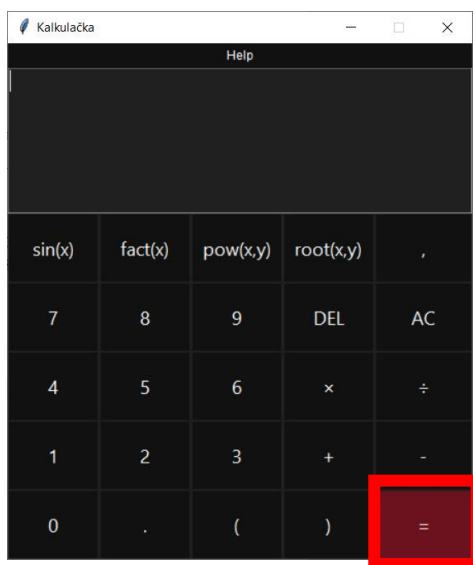 Kalkulačka
Help
sin(x) fact(x) pow(x,y) root(x,y) ,
7 8 9 DEL AC
4 5 6 × ÷
1 2 3 + -
0 . ( ) =